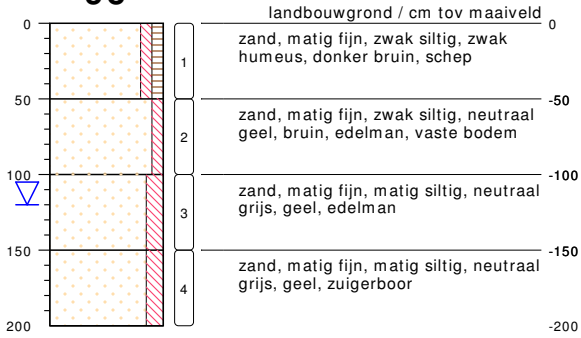 landbouwgrond / cm tov maaiveld
0
0
zand, matig fijn, zwak siltig, zwak
humeus, donker bruin, schep
1
50
-50
zand, matig fijn, zwak siltig, neutraal
geel, bruin, edelman, vaste bodem
2
100
-100
zand, matig fijn, matig siltig, neutraal
grijs, geel, edelman
3
150
-150
zand, matig fijn, matig siltig, neutraal
grijs, geel, zuigerboor
4
200
-200